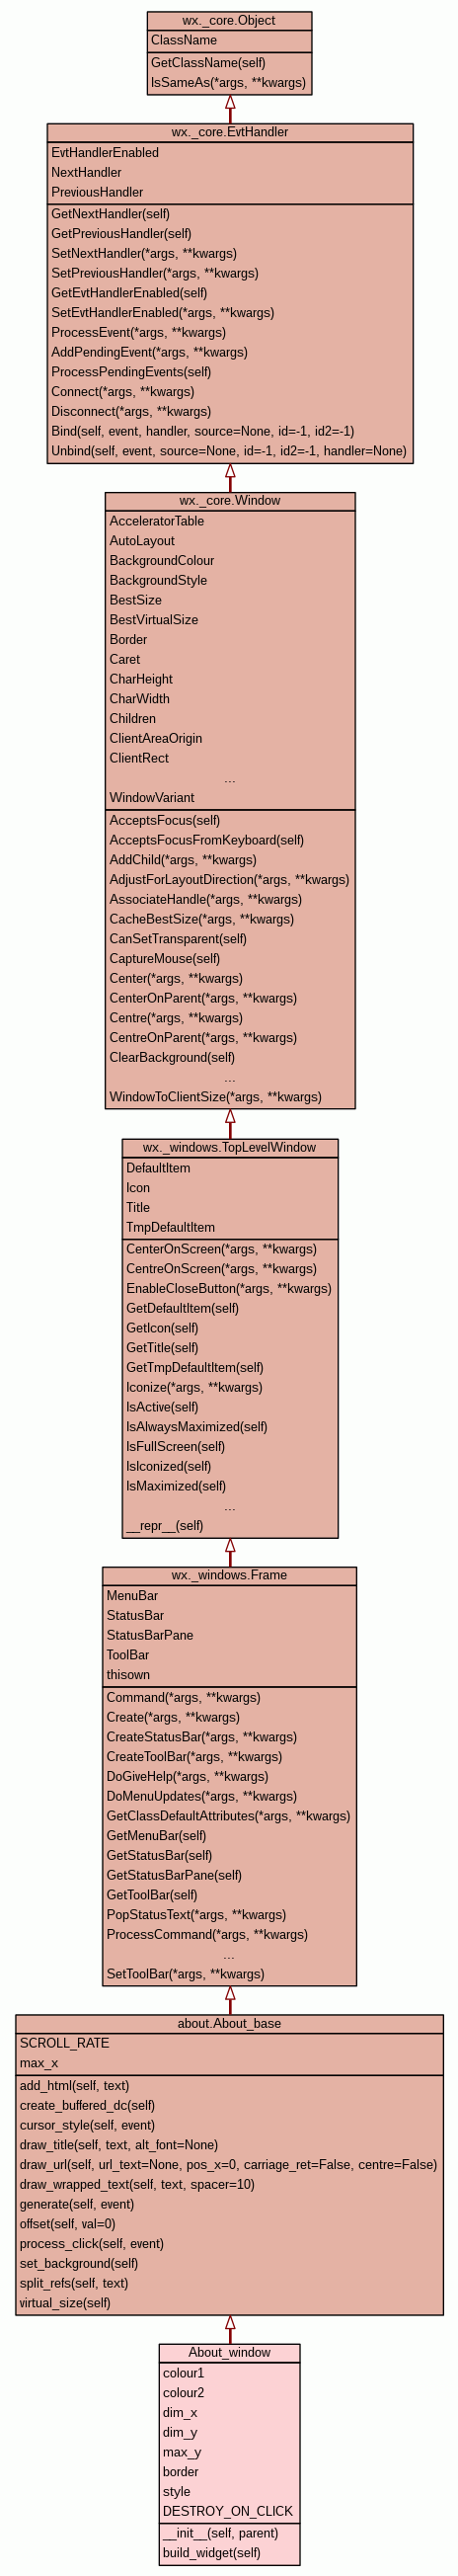 wx._core.Object
ClassName
GetClassName(self)
IsSameAs(*args, **kwargs)
wx._core.EvtHandler
EvtHandlerEnabled
NextHandler
PreviousHandler
GetNextHandler(self)
GetPreviousHandler(self)
SetNextHandler(*args, **kwargs)
SetPreviousHandler(*args, **kwargs)
GetEvtHandlerEnabled(self)
SetEvtHandlerEnabled(*args, **kwargs)
ProcessEvent(*args, **kwargs)
AddPendingEvent(*args, **kwargs)
ProcessPendingEvents(self)
Connect(*args, **kwargs)
Disconnect(*args, **kwargs)
Bind(self, event, handler, source=None, id=-1, id2=-1)
Unbind(self, event, source=None, id=-1, id2=-1, handler=None)
wx._core.Window
AcceleratorTable
AutoLayout
BackgroundColour
BackgroundStyle
BestSize
BestVirtualSize
Border
Caret
CharHeight
CharWidth
Children
ClientAreaOrigin
ClientRect
...
WindowVariant
AcceptsFocus(self)
AcceptsFocusFromKeyboard(self)
AddChild(*args, **kwargs)
AdjustForLayoutDirection(*args, **kwargs)
AssociateHandle(*args, **kwargs)
CacheBestSize(*args, **kwargs)
CanSetTransparent(self)
CaptureMouse(self)
Center(*args, **kwargs)
CenterOnParent(*args, **kwargs)
Centre(*args, **kwargs)
CentreOnParent(*args, **kwargs)
ClearBackground(self)
...
WindowToClientSize(*args, **kwargs)
wx._windows.TopLevelWindow
DefaultItem
Icon
Title
TmpDefaultItem
CenterOnScreen(*args, **kwargs)
CentreOnScreen(*args, **kwargs)
EnableCloseButton(*args, **kwargs)
GetDefaultItem(self)
GetIcon(self)
GetTitle(self)
GetTmpDefaultItem(self)
Iconize(*args, **kwargs)
IsActive(self)
IsAlwaysMaximized(self)
IsFullScreen(self)
IsIconized(self)
IsMaximized(self)
...
__repr__(self)
wx._windows.Frame
MenuBar
StatusBar
StatusBarPane
ToolBar
thisown
Command(*args, **kwargs)
Create(*args, **kwargs)
CreateStatusBar(*args, **kwargs)
CreateToolBar(*args, **kwargs)
DoGiveHelp(*args, **kwargs)
DoMenuUpdates(*args, **kwargs)
GetClassDefaultAttributes(*args, **kwargs)
GetMenuBar(self)
GetStatusBar(self)
GetStatusBarPane(self)
GetToolBar(self)
PopStatusText(*args, **kwargs)
ProcessCommand(*args, **kwargs)
...
SetToolBar(*args, **kwargs)
about.About_base
SCROLL_RATE
max_x
add_html(self, text)
create_buffered_dc(self)
cursor_style(self, event)
draw_title(self, text, alt_font=None)
draw_url(self, url_text=None, pos_x=0, carriage_ret=False, centre=False)
draw_wrapped_text(self, text, spacer=10)
generate(self, event)
offset(self, val=0)
process_click(self, event)
set_background(self)
split_refs(self, text)
virtual_size(self)
About_window
colour1
colour2
dim_x
dim_y
max_y
border
style
DESTROY_ON_CLICK
__init__(self, parent)
build_widget(self)